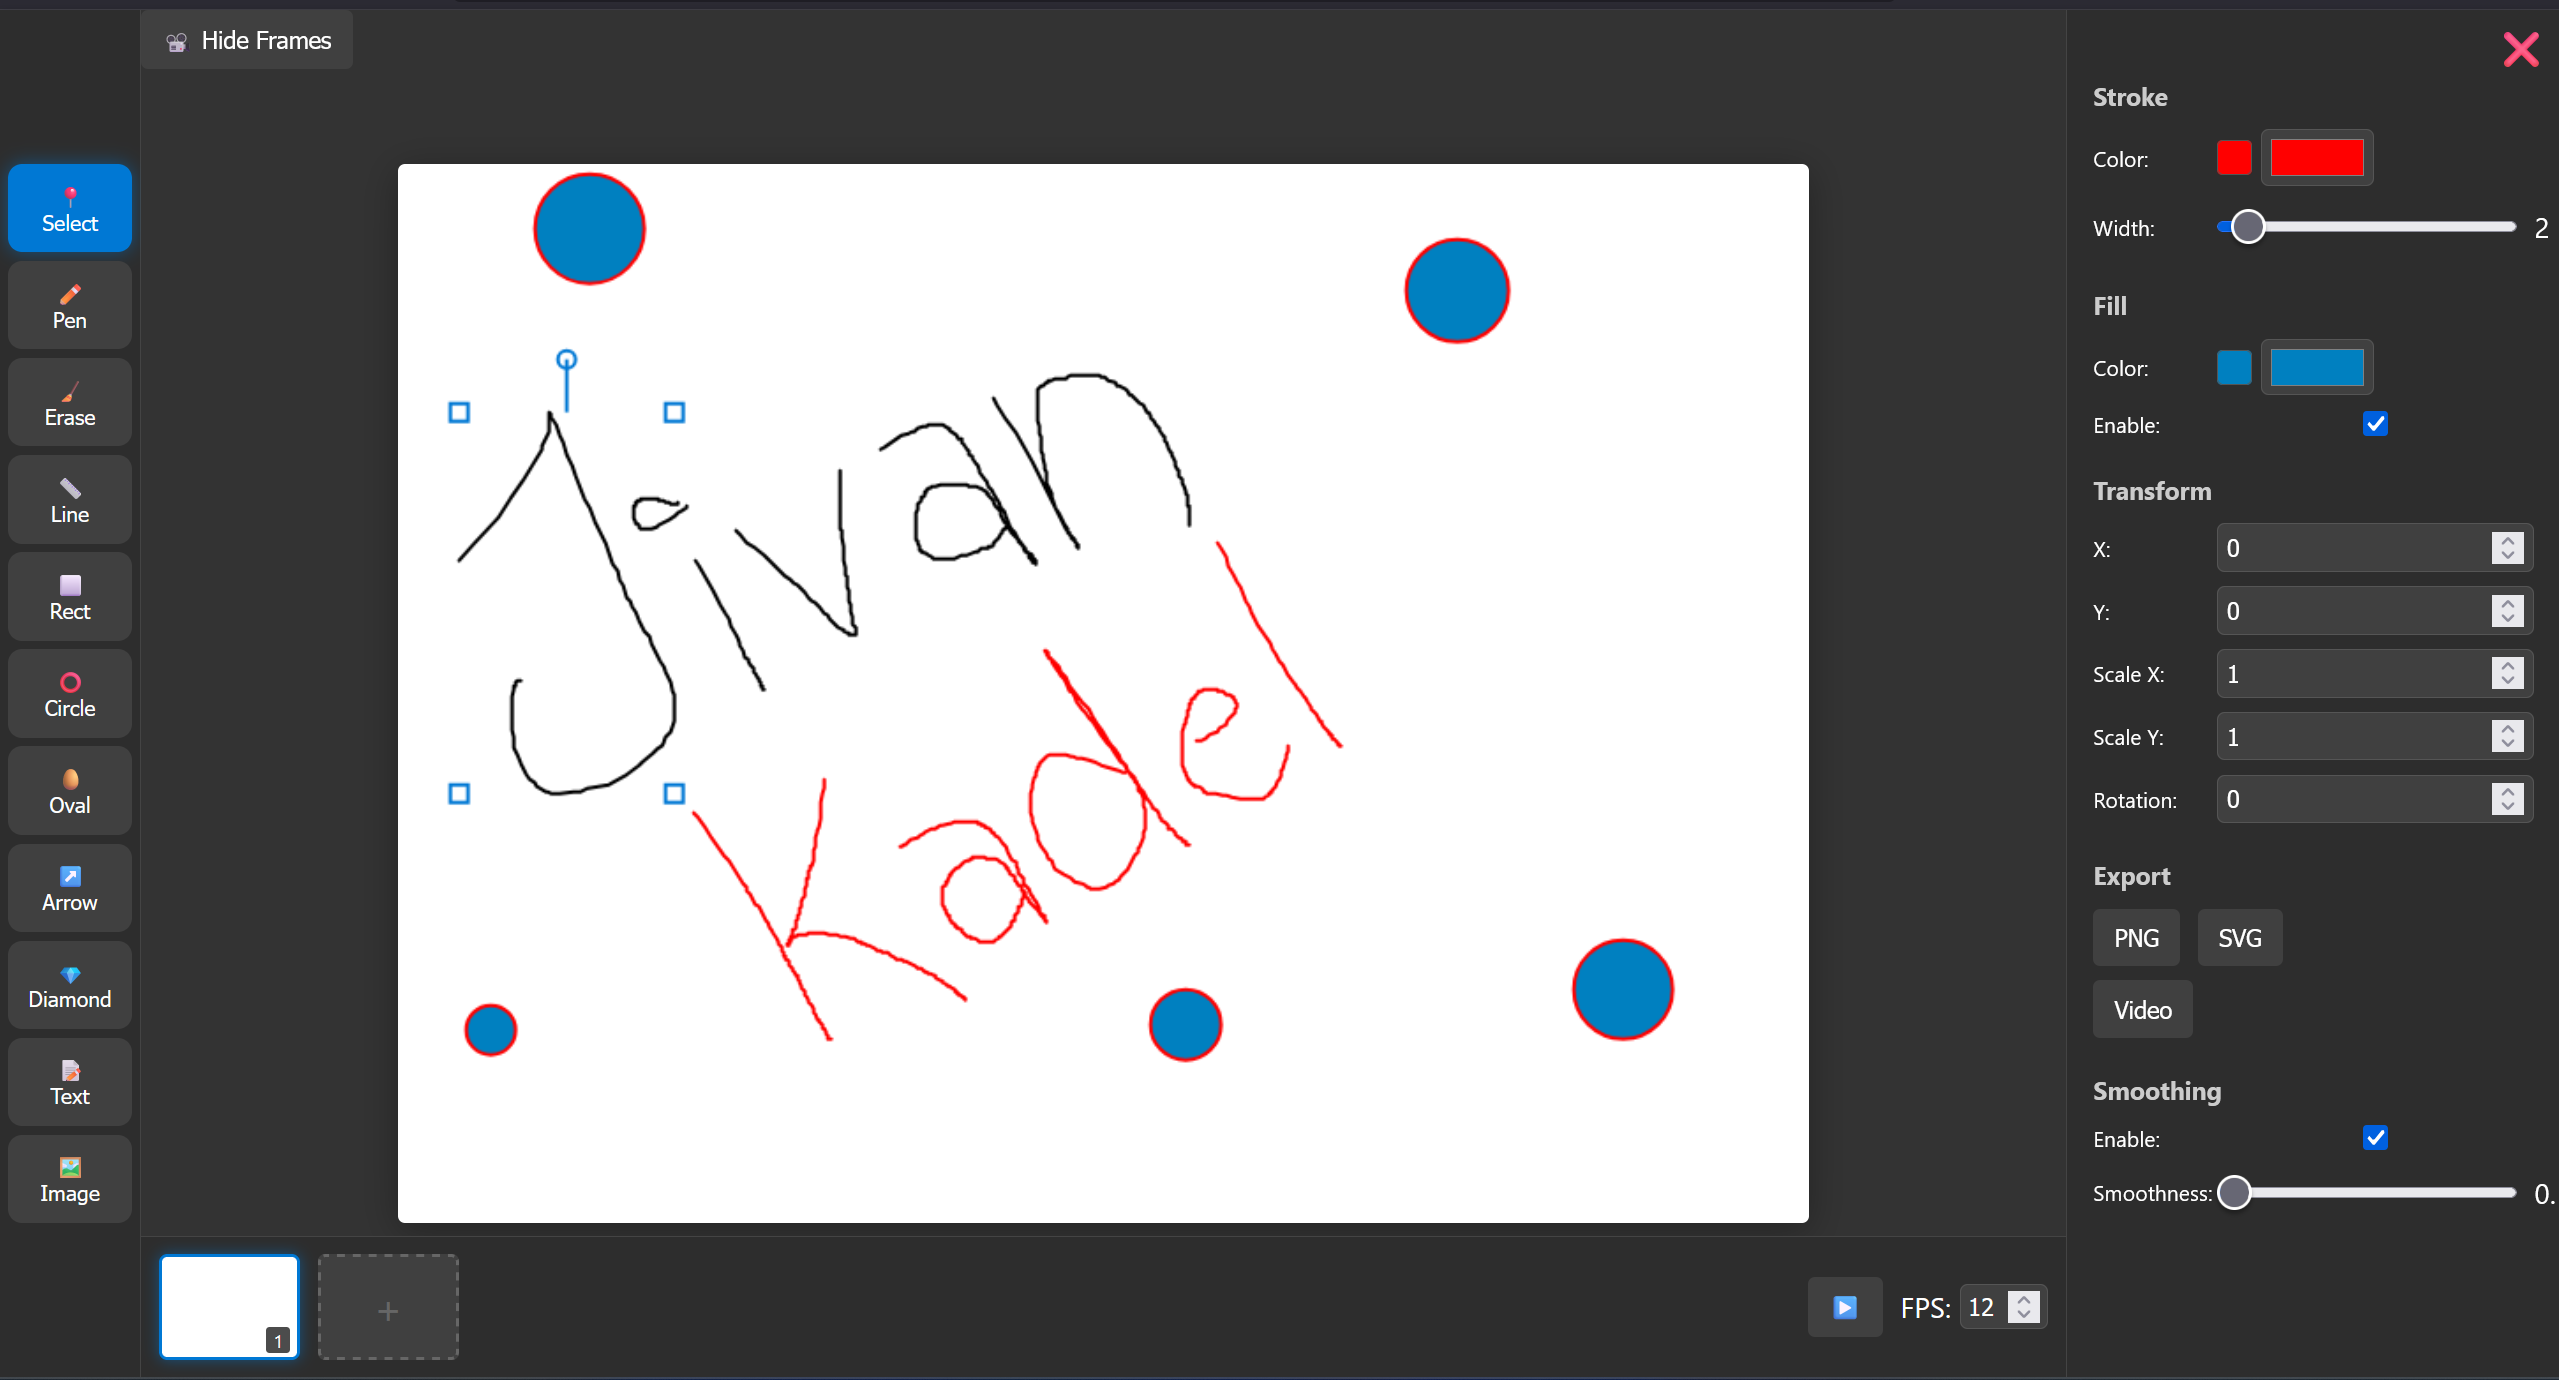 Hide Frames
Select
Pen
Erase
Line
Rect
Circle
Oval
Arrow
Diamond
Text
Image
Jivan
Kadel
1
+
FPS: 12
Stroke
Color:
Width: 2
Fill
Color:
Enable:
Transform
X: 0
Y: 0
Scale X: 1
Scale Y: 1
Rotation: 0
Export
PNG SVG
Video
Smoothing
Enable:
Smoothness: 0.